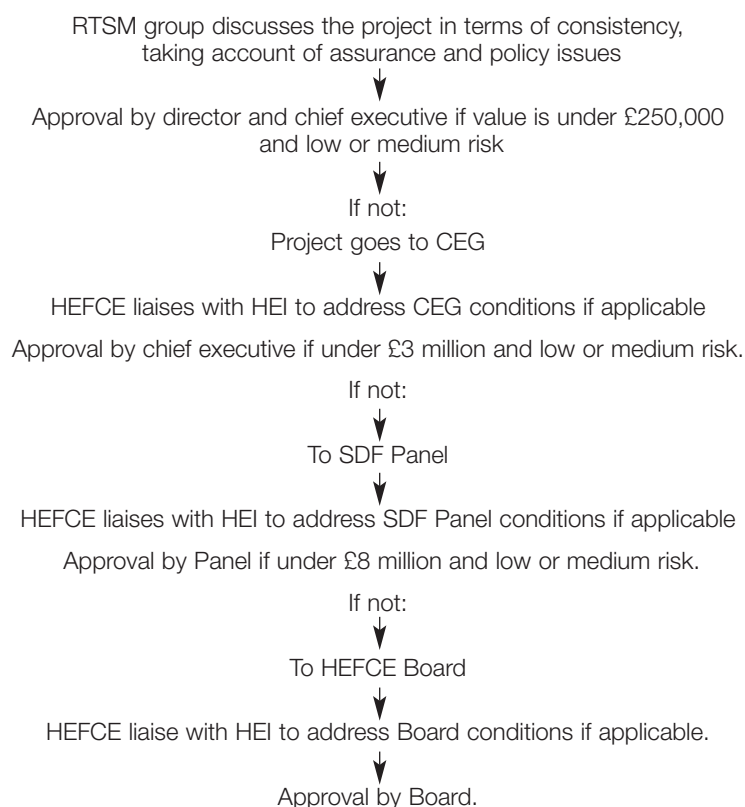 RTSM group discusses the project in terms of consistency,
taking account of assurance and policy issues
Approval by director and chief executive if value is under £250,000
and low or medium risk
If not:
Project goes to CEG
HEFCE liaises with HEI to address CEG conditions if applicable
Approval by chief executive if under £3 million and low or medium risk.
If not:
To SDF Panel
HEFCE liaises with HEI to address SDF Panel conditions if applicable
Approval by Panel if under £8 million and low or medium risk.
If not:
To HEFCE Board
HEFCE liaise with HEI to address Board conditions if applicable.
Approval by Board.